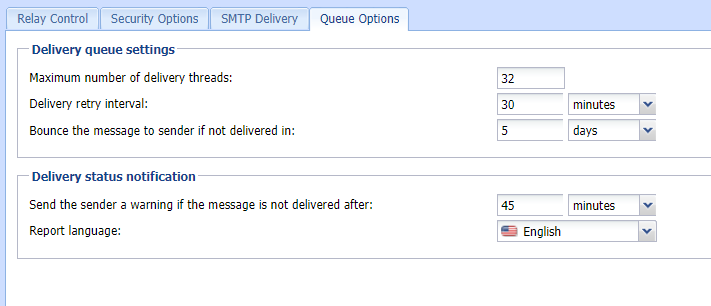 Relay Control Security Options SMTP Delivery Queue Options
Delivery queue settings
Maximum number of delivery threads: 32
Delivery retry interval: 30 minutes
Bounce the message to sender if not delivered in: 5 days
Delivery status notification
Send the sender a warning if the message is not delivered after: 45 minutes
Report language: English